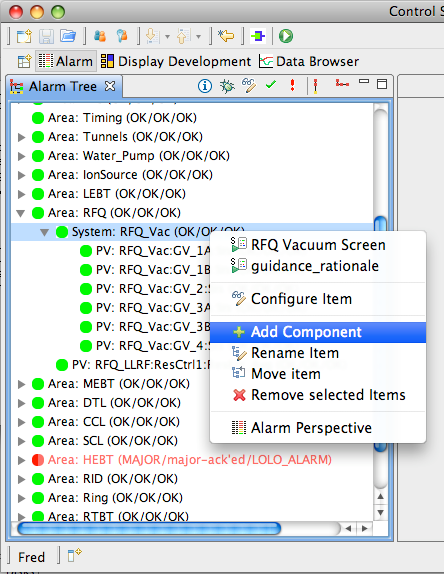 Control S
Alarm Display Development Data Browser
Alarm Tree
Area: Timing (OK/OK/OK)
Area: Tunnels (OK/OK/OK)
Area: Water_Pump (OK/OK/OK)
Area: IonSource (OK/OK/OK)
Area: LEBT (OK/OK/OK)
Area: RFQ (OK/OK/OK)
System: RFQ_Vac (OK/OK/OK)
PV: RFQ_Vac:GV_1A
PV: RFQ_Vac:GV_1B
PV: RFQ_Vac:GV_2:
PV: RFQ_Vac:GV_3A
PV: RFQ_Vac:GV_3B
PV: RFQ_Vac:GV_4:
PV: RFQ_LLRF:ResCtrl1:
Area: MEBT (OK/OK/OK)
Area: DTL (OK/OK/OK)
Area: CCL (OK/OK/OK)
Area: SCL (OK/OK/OK)
Area: HEBT (MAJOR/major-ack'ed/LOLO_ALARM)
Area: RID (OK/OK/OK)
Area: Ring (OK/OK/OK)
Area: RTBT (OK/OK/OK)
RFQ Vacuum Screen
guidance_rationale
Configure Item
Add Component
Rename Item
Move item
Remove selected Items
Alarm Perspective
Fred